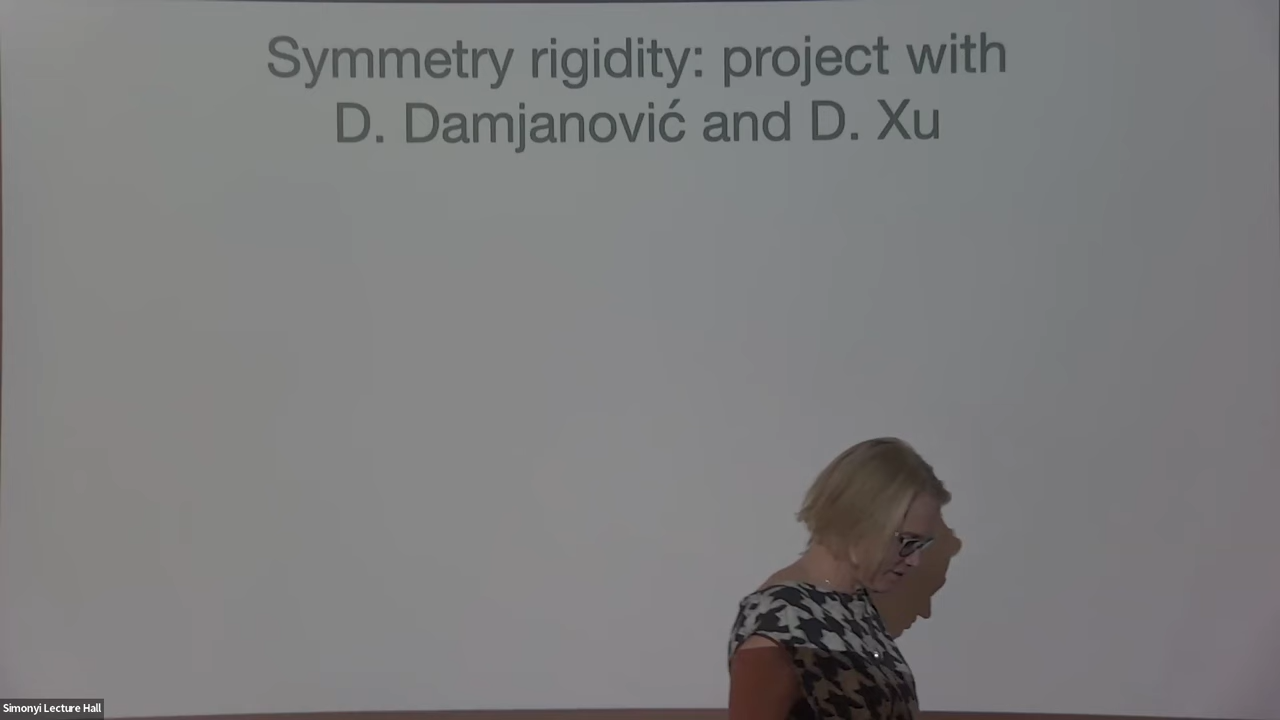 Symmetry rigidity: project with
D. Damjanović and D. Xu
Simonyi Lecture Hall